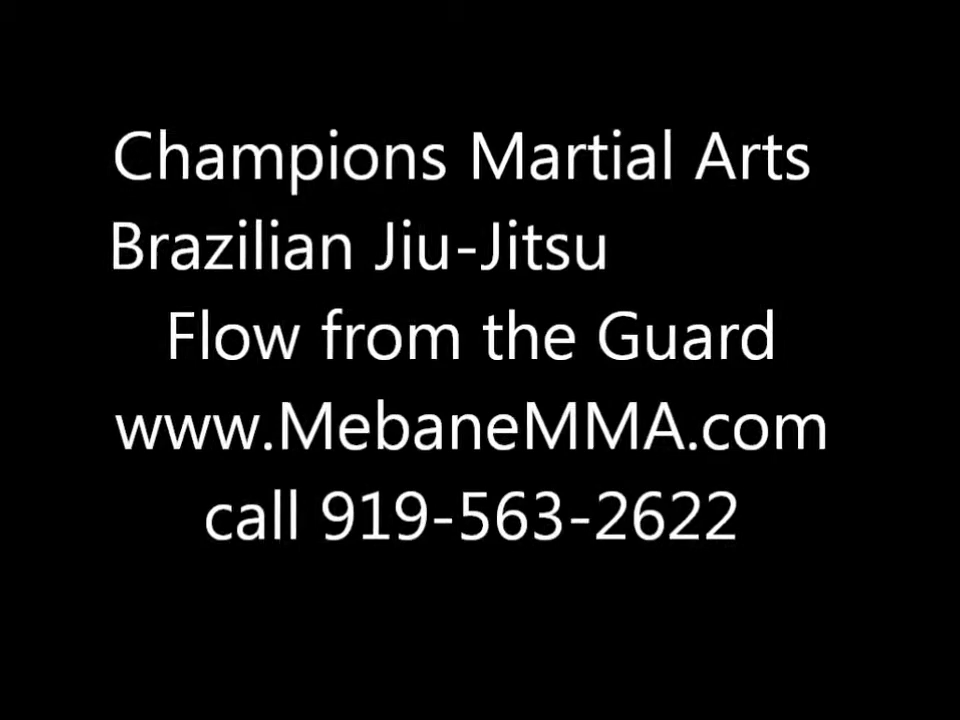 Champions Martial Arts
Brazilian Jiu-Jitsu
Flow from the Guard
www.MebaneMMA.com
call 919-563-2622